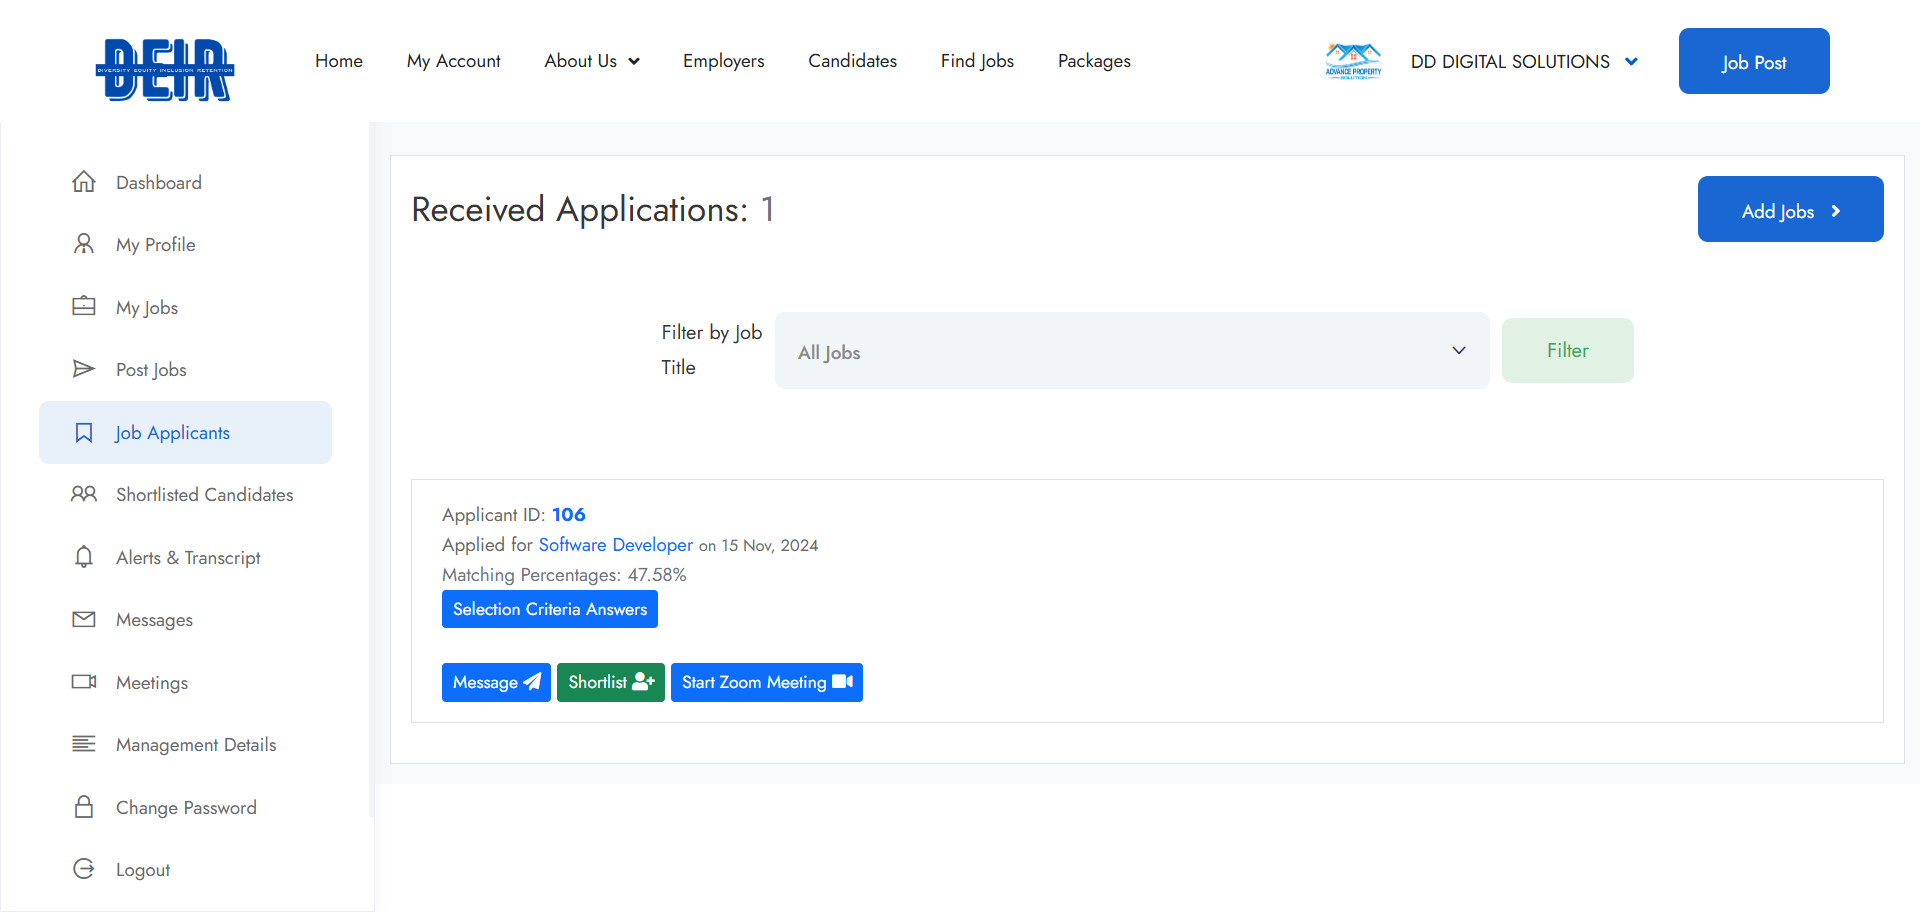 DEIR
DIVERSITY EQUITY INCLUSION RETENTION
Home My Account About Us Employers Candidates Find Jobs Packages
ADVANCE PROPERTY
SOLUTION
DD DIGITAL SOLUTIONS
Job Post
Dashboard
My Profile
My Jobs
Post Jobs
Job Applicants
Shortlisted Candidates
Alerts & Transcript
Messages
Meetings
Management Details
Change Password
Logout
Received Applications: 1
Add Jobs
Filter by Job
Title
All Jobs
Filter
Applicant ID: 106
Applied for Software Developer on 15 Nov, 2024
Matching Percentages: 47.58%
Selection Criteria Answers
Message Shortlist Start Zoom Meeting